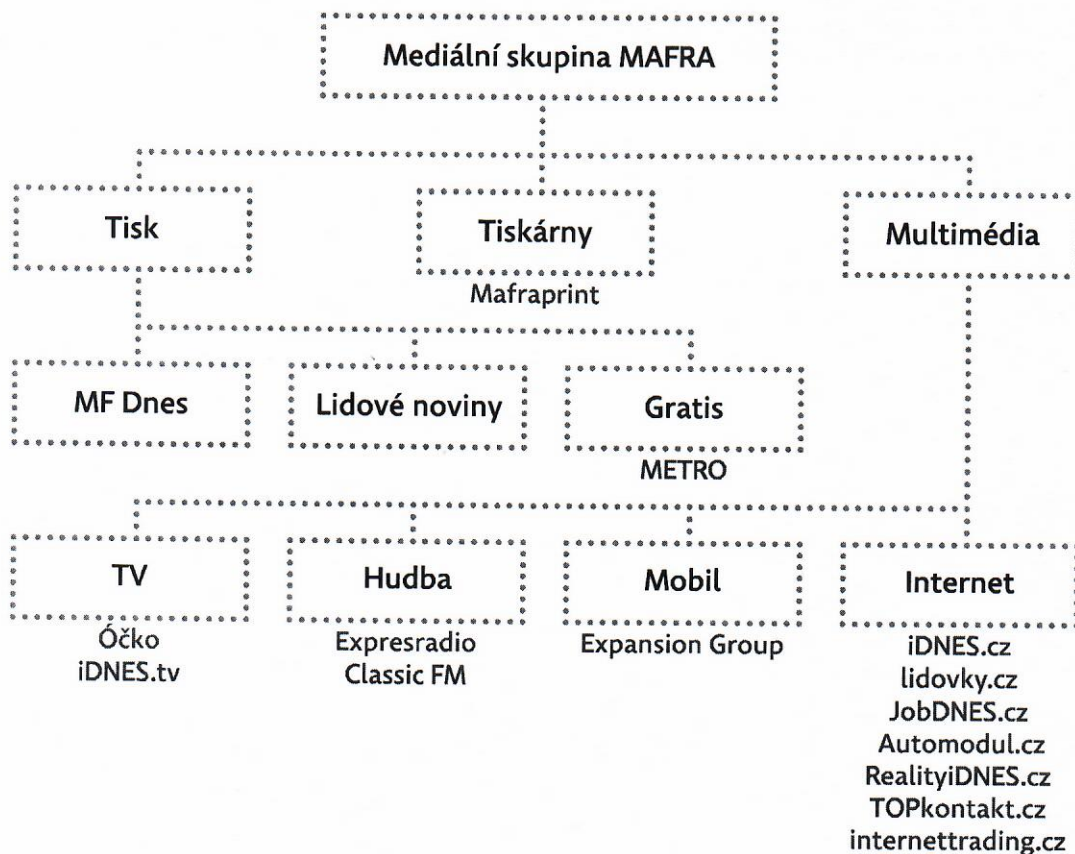 Mediální skupina MAFRA
Tisk
Tiskárny
Multimédia
Mafraprint
MF Dnes
Lidové noviny
Gratis
METRO
TV
Hudba
Mobil
Internet
Óčko
iDNES.tv
Expresradio
Classic FM
Expansion Group
iDNES.cz
lidovky.cz
JobDNES.cz
Automodul.cz
RealityiDNES.cz
TOPkontakt.cz
internettrading.cz